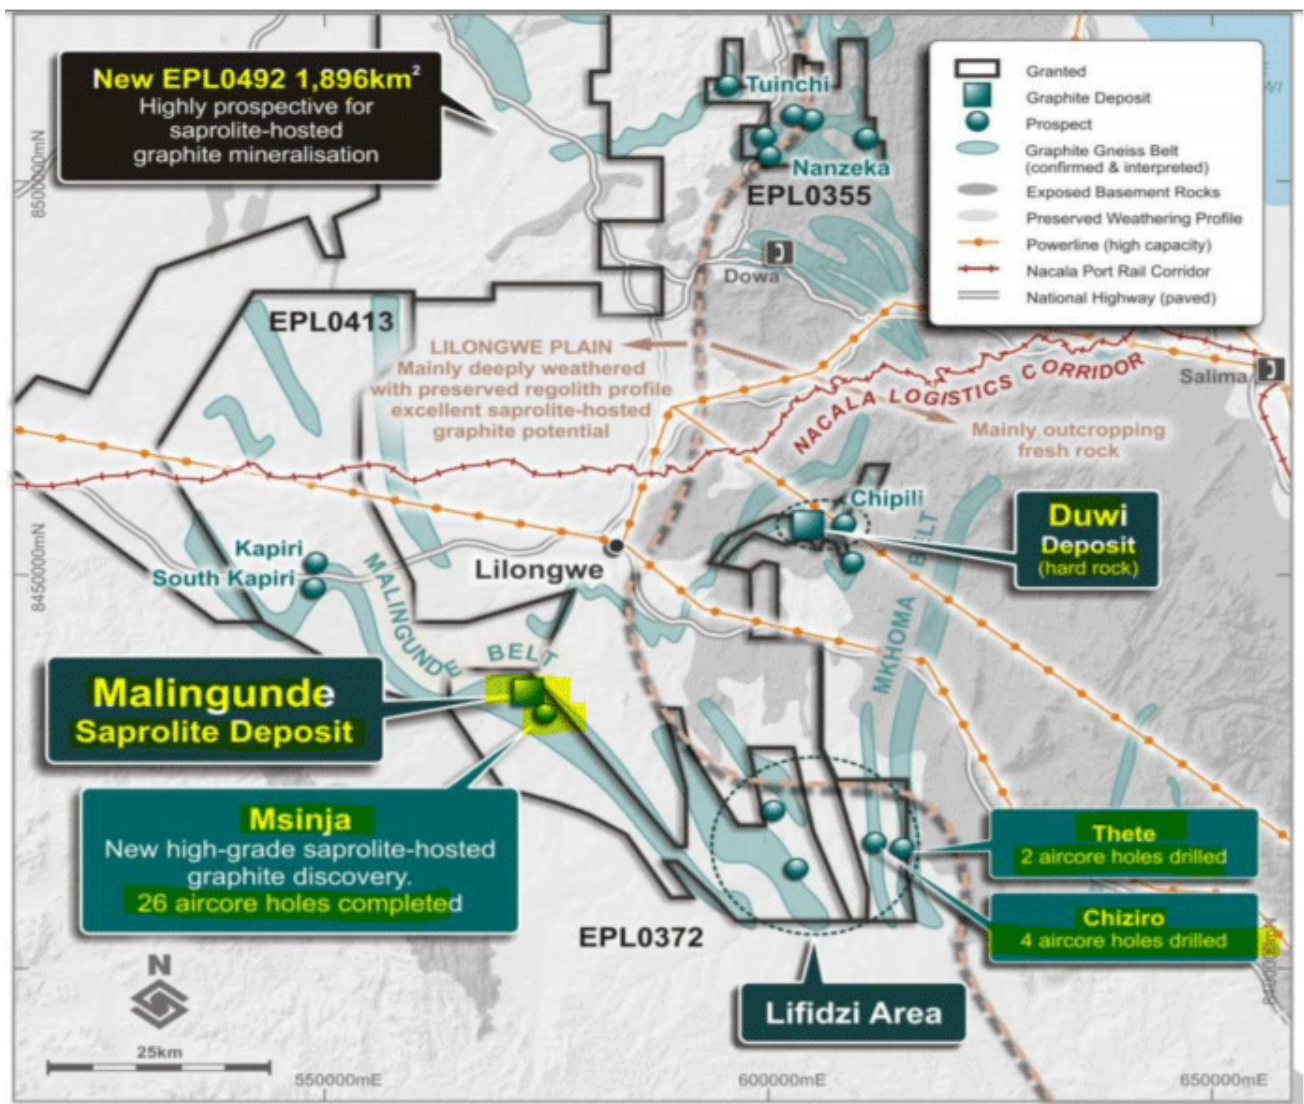 New EPL0492 1,896km²
Highly prospective for
saprolite-hosted
graphite mineralisation
Tuinchi
Nanzeka
EPL0355
Dowa
Granted
Graphite Deposit
Prospect
Graphite Gneiss Belt
(confirmed & interpreted)
Exposed Basement Rocks
Preserved Weathering Profile
Powerline (high capacity)
Nacala Port Rail Corridor
National Highway (paved)
8500000mN
EPL0413
LILONGWE PLAIN
Mainly deeply weathered
with preserved regolith profile
excellent saprolite-hosted
graphite potential
NACALA LOGISTICS CORRIDOR
Salima
Mainly outcropping
fresh rock
Chipili
Duwi
Deposit
(hard rock)
8450000mN
Kapiri
South Kapiri
Lilongwe
MALINGUNDE BELT
MKHOMA BELT
Malingunde
Saprolite Deposit
Msinja
New high-grade saprolite-hosted
graphite discovery.
26 aircore holes completed
Thete
2 aircore holes drilled
Chiziro
4 aircore holes drilled
EPL0372
Lifidzi Area
N
25km
550000mE
600000mE
650000mE